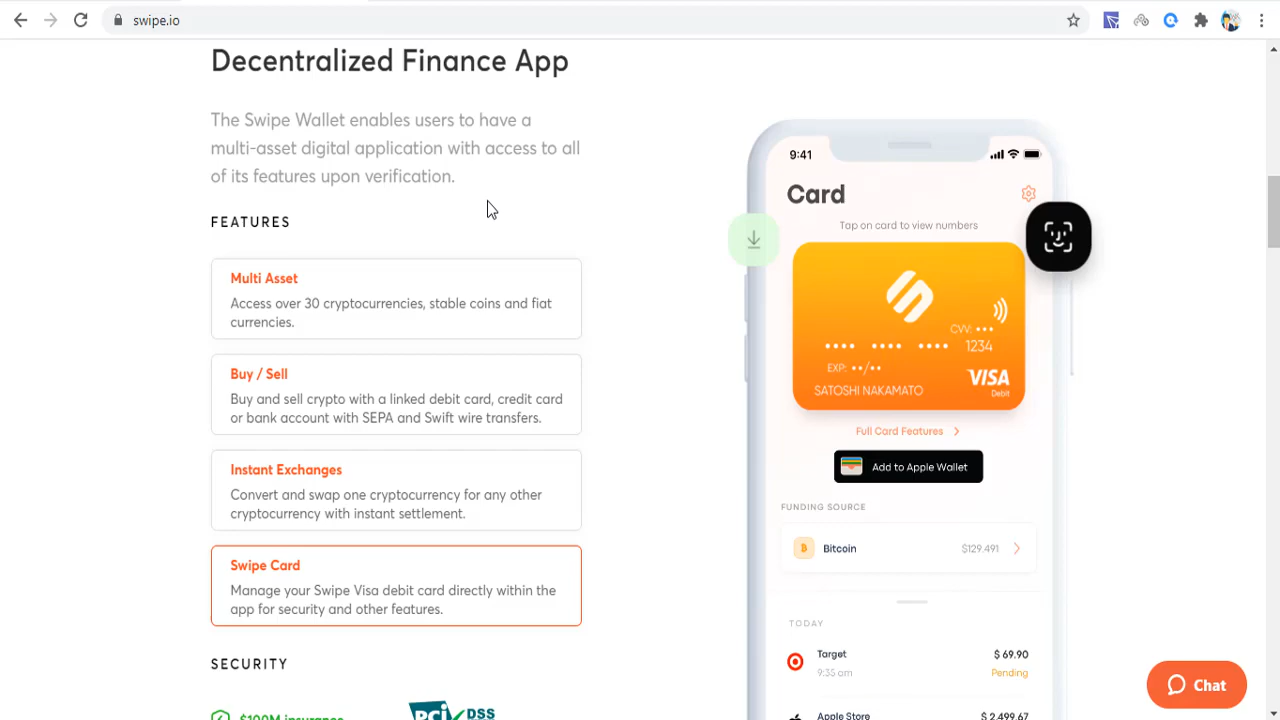 swipe.io
Decentralized Finance App
The Swipe Wallet enables users to have a
multi-asset digital application with access to all
of its features upon verification.
FEATURES
Multi Asset
Access over 30 cryptocurrencies, stable coins and fiat
currencies.
Buy / Sell
Buy and sell crypto with a linked debit card, credit card
or bank account with SEPA and Swift wire transfers.
Instant Exchanges
Convert and swap one cryptocurrency for any other
cryptocurrency with instant settlement.
Swipe Card
Manage your Swipe Visa debit card directly within the
app for security and other features.
SECURITY
$100M insurance
PCI DSS
9:41
Card
Tap on card to view numbers
CVV: •••
•••• •••• •••• 1234
EXP: ••/••
SATOSHI NAKAMATO
VISA
Debit
Full Card Features
Add to Apple Wallet
FUNDING SOURCE
Bitcoin $129.491
TODAY
Target $ 69.90
9:35 am Pending
Apple Store $ 2,499.67
Chat